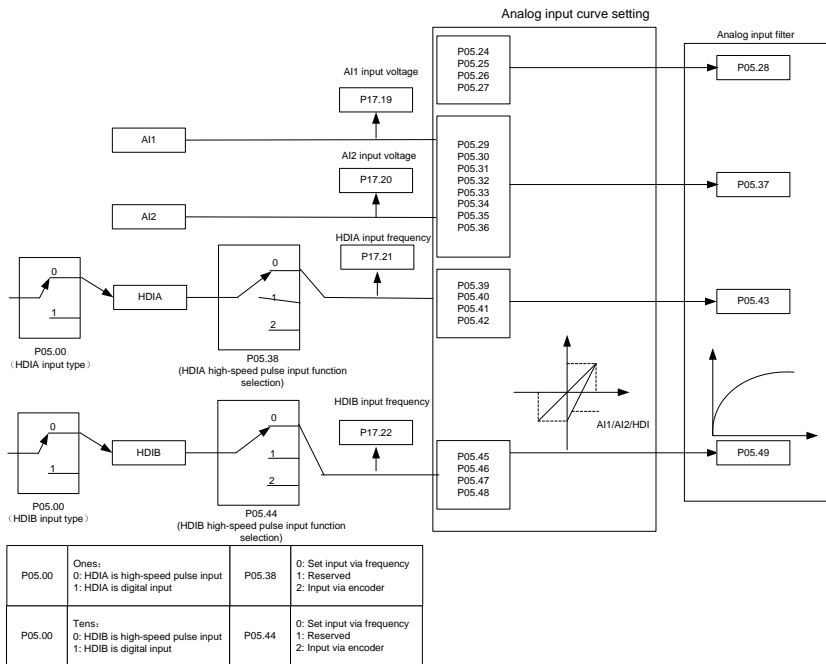 Analog input curve setting
Analog input filter
P05.24
P05.25
P05.26
P05.27
P05.28
AI1 input voltage
P17.19
AI1
P05.29
P05.30
P05.31
P05.32
P05.33
P05.34
P05.35
P05.36
P05.37
AI2 input voltage
P17.20
AI2
HDIA input frequency
P17.21
0
1
HDIA
0
1
2
P05.39
P05.40
P05.41
P05.42
P05.43
P05.00
（HDIA input type）
P05.38
(HDIA high-speed pulse input function
selection)
AI1/AI2/HDI
HDIB input frequency
P17.22
0
1
HDIB
0
1
2
P05.45
P05.46
P05.47
P05.48
P05.49
P05.00
（HDIB input type）
P05.44
(HDIB high-speed pulse input function
selection)
P05.00
Ones：
0: HDIA is high-speed pulse input
1: HDIA is digital input
P05.38
0: Set input via frequency
1: Reserved
2: Input via encoder
P05.00
Tens：
0: HDIB is high-speed pulse input
1: HDIB is digital input
P05.44
0: Set input via frequency
1: Reserved
2: Input via encoder